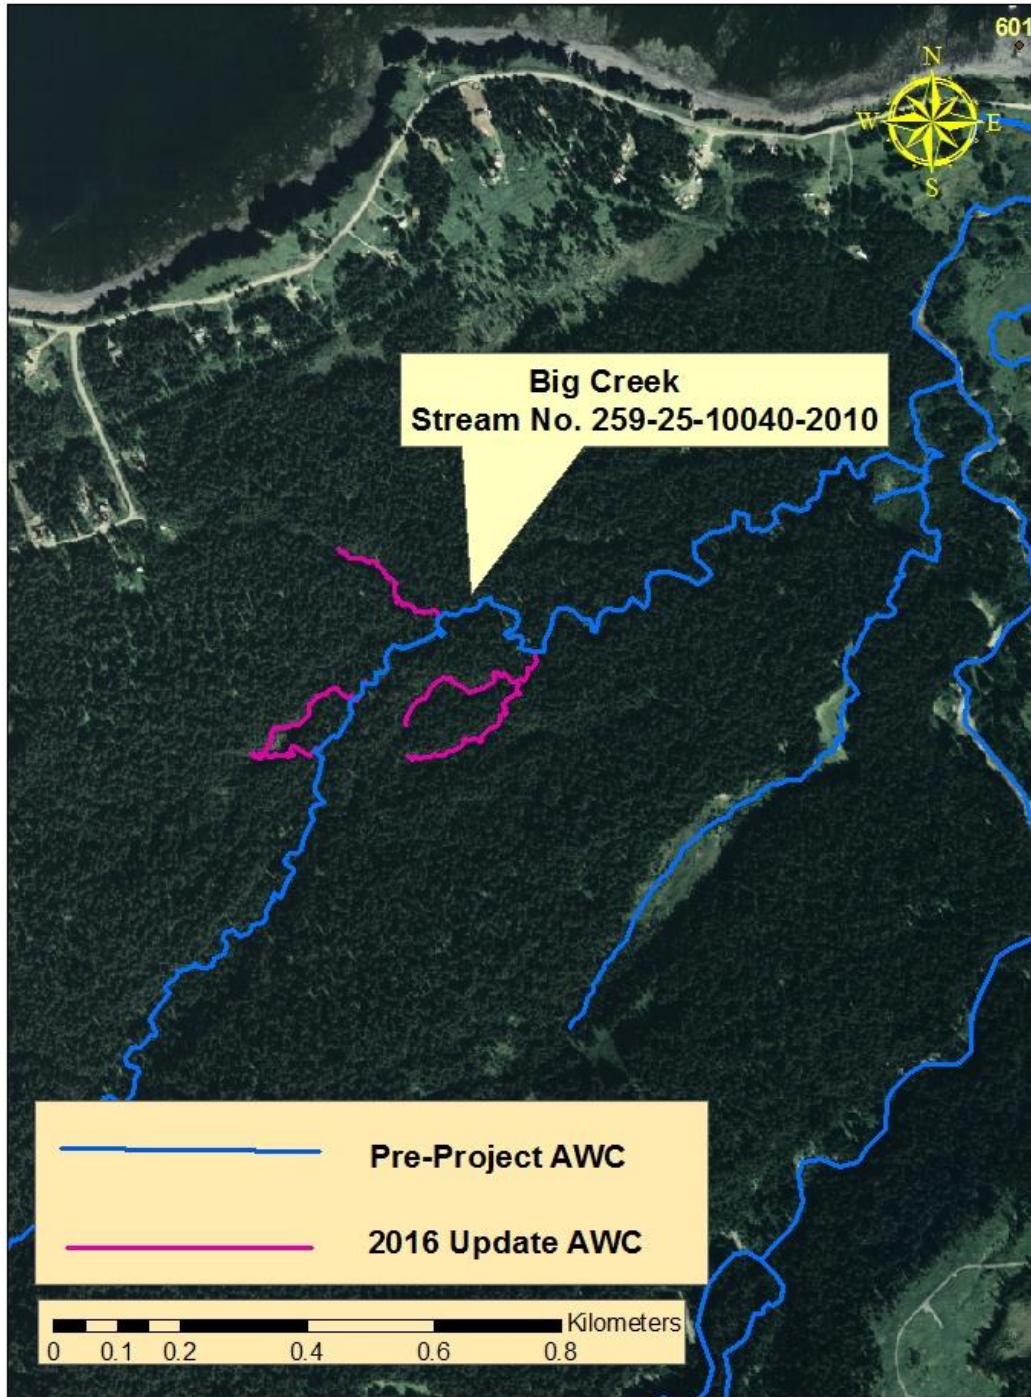 601
N
W E
S
Big Creek
Stream No. 259-25-10040-2010
Pre-Project AWC
2016 Update AWC
Kilometers
0 0.1 0.2 0.4 0.6 0.8